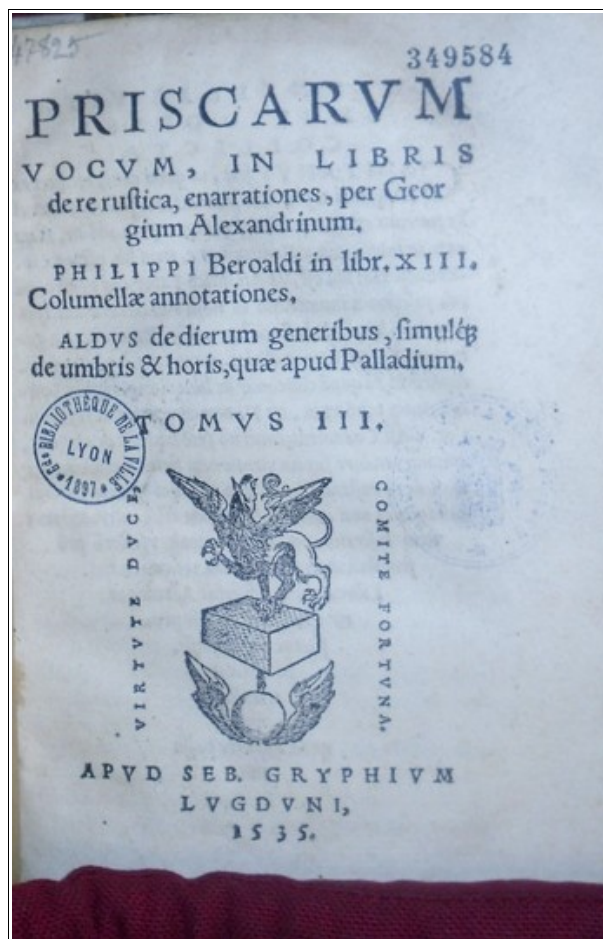 47825
349584
PRISCARVM
VOCVM, IN LIBRIS
de re rustica, enarrationes, per Geor
gium Alexandrinum.
PHILIPPI Beroaldi in libr. XIII.
Columellæ annotationes.
ALDVS de dierum generibus, simulq́;
de umbris & horis, quæ apud Palladium.
TOMVS III.
BIBLIOTHÈQUE DE LA VILLE
LYON
1897
VIRTVTE DVCE,
COMITE FORTVNA.
APVD SEB. GRYPHIVM
LVGDVNI,
1535.